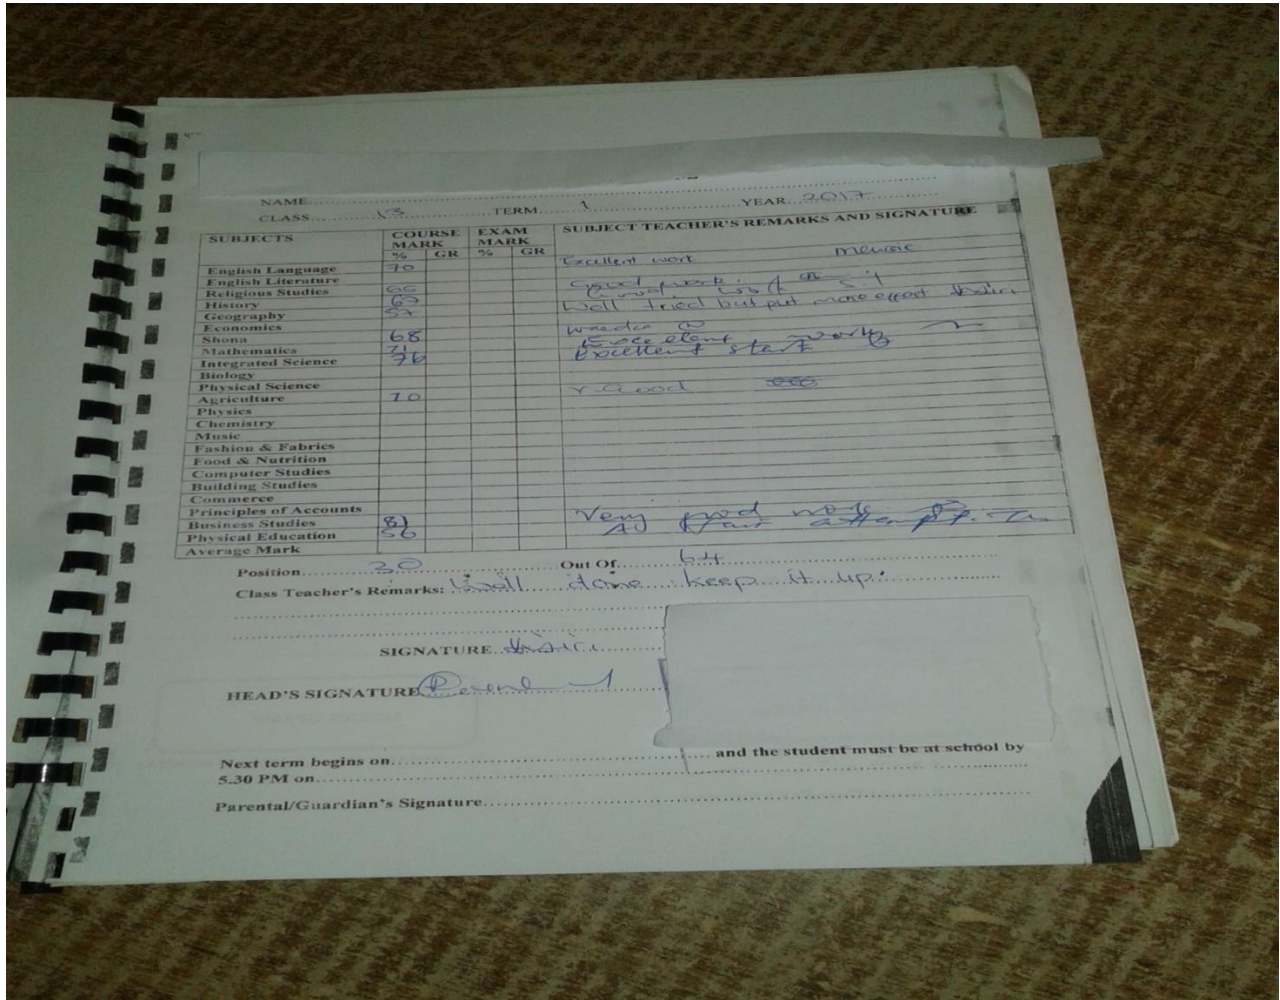 NAME
CLASS TERM 1 YEAR 2017
SUBJECTS COURSE MARK EXAM MARK SUBJECT TEACHER'S REMARKS AND SIGNATURE
% GR % GR
English Language 70 Excellent work
English Literature
Religious Studies Good work
History
Geography 57 Well tried but put more effort
Economics
Shona 68
Mathematics 71 Excellent work
Integrated Science 76 Excellent start
Biology
Physical Science
Agriculture 70 V. Good
Physics
Chemistry
Music
Fashion & Fabrics
Food & Nutrition
Computer Studies
Building Studies
Commerce
Principles of Accounts
Business Studies 81 Very good work
Physical Education 56 A fair attempt.
Average Mark
Position 30 Out Of 64
Class Teacher's Remarks: Well done keep it up.
SIGNATURE
HEAD'S SIGNATURE
Next term begins on and the student must be at school by
5.30 PM on
Parental/Guardian's Signature